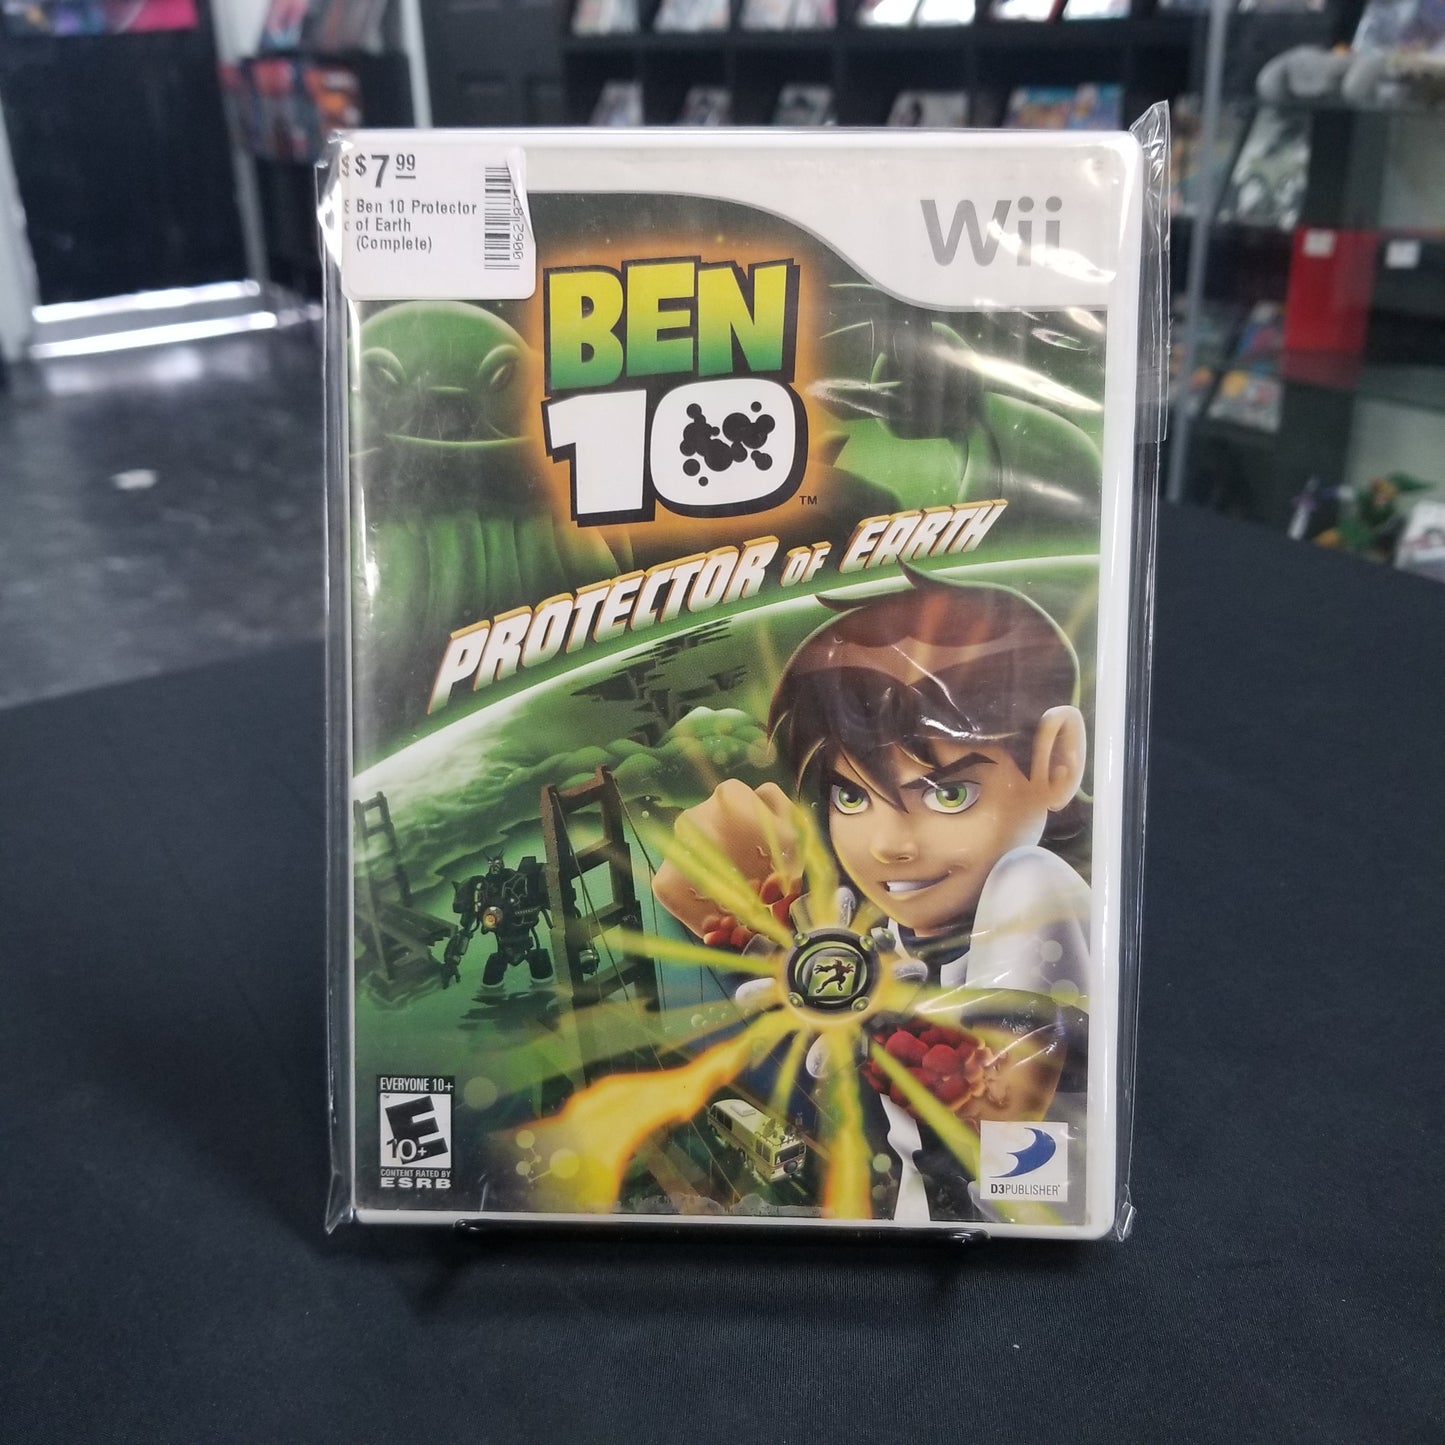 $7.99
Ben 10 Protector
of Earth
(Complete)
Wii
BEN
10
TM
PROTECTOR OF EARTH
EVERYONE 10+
E
10+
CONTENT RATED BY
ESRB
D3PUBLISHER